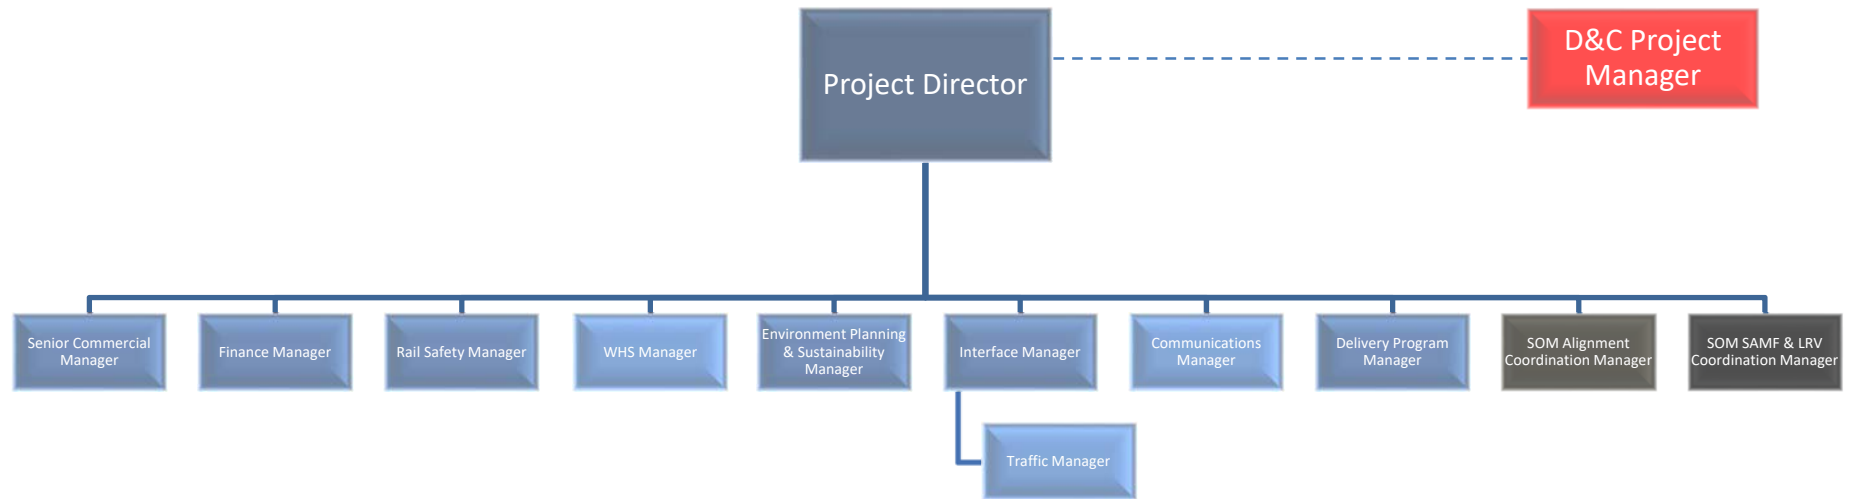 Project Director
D&C Project
Manager
Senior Commercial
Manager
Finance Manager
Rail Safety Manager
WHS Manager
Environment Planning
& Sustainability
Manager
Interface Manager
Communications
Manager
Delivery Program
Manager
SOM Alignment
Coordination Manager
SOM SAMF & LRV
Coordination Manager
Traffic Manager